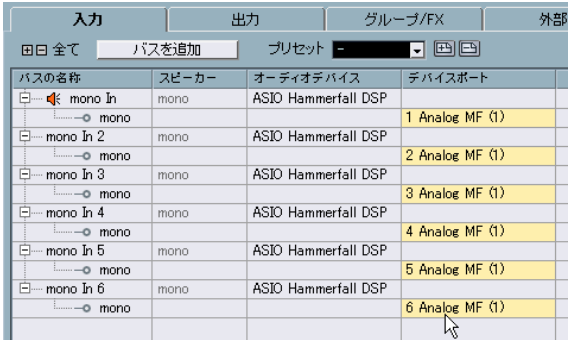 入力 出力 グループ/FX 外部
全て バスを追加 プリセット -
バスの名称 スピーカー オーディオデバイス デバイスポート
mono In mono ASIO Hammerfall DSP
mono 1 Analog MF (1)
mono In 2 mono ASIO Hammerfall DSP
mono 2 Analog MF (1)
mono In 3 mono ASIO Hammerfall DSP
mono 3 Analog MF (1)
mono In 4 mono ASIO Hammerfall DSP
mono 4 Analog MF (1)
mono In 5 mono ASIO Hammerfall DSP
mono 5 Analog MF (1)
mono In 6 mono ASIO Hammerfall DSP
mono 6 Analog MF (1)